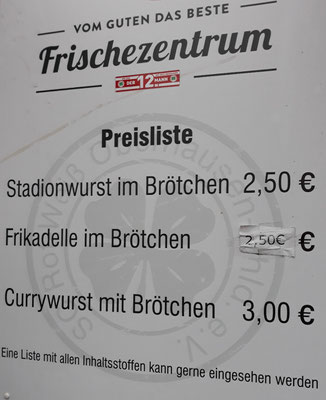 VOM GUTEN DAS BESTE
Frischezentrum
DER 12 MANN
Preisliste
Stadionwurst im Brötchen 2,50 €
Frikadelle im Brötchen 2,50€ €
Currywurst mit Brötchen 3,00 €
Eine Liste mit allen Inhaltsstoffen kann gerne eingesehen werden